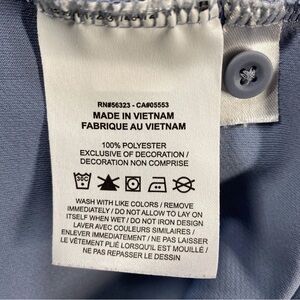 RN#56323 - CA#05553
MADE IN VIETNAM
FABRIQUE AU VIETNAM
100% POLYESTER
EXCLUSIVE OF DECORATION /
DECORATION NON COMPRISE
30C
WASH WITH LIKE COLORS / REMOVE
IMMEDIATELY / DO NOT ALLOW TO LAY ON
ITSELF WHEN WET / DO NOT IRON DESIGN
LAVER AVEC COULEURS SIMILAIRES /
ENLEVER IMMEDIATEMENT / NE PAS LAISSER
LE VÊTEMENT PLIÉ LORSQU'IL EST MOUILLÉ /
NE PAS REPASSER LE DESSIN